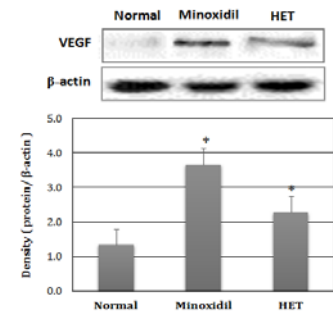 Normal Minoxidil HET
VEGF
β-actin
5.0
4.0
3.0
2.0
1.0
0.0
Density (protein/ β-actin)
+
*
Normal Minoxidil HET